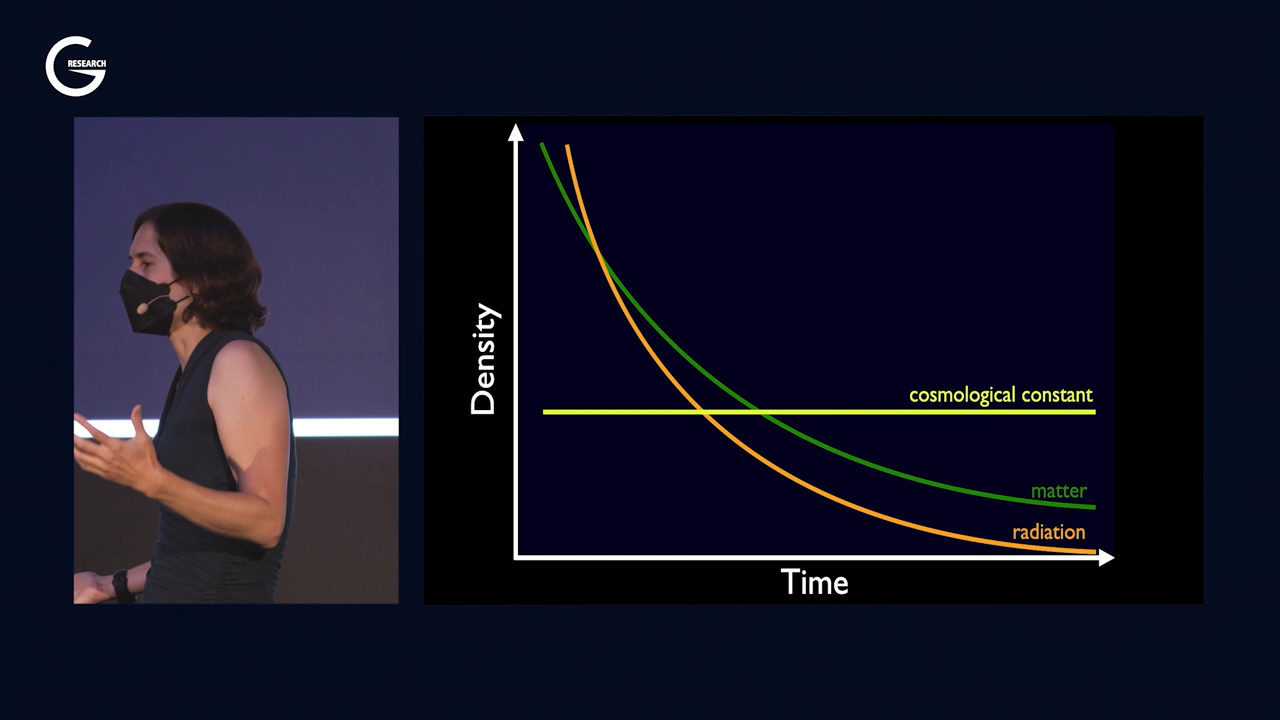 RESEARCH
Density
cosmological constant
matter
radiation
Time